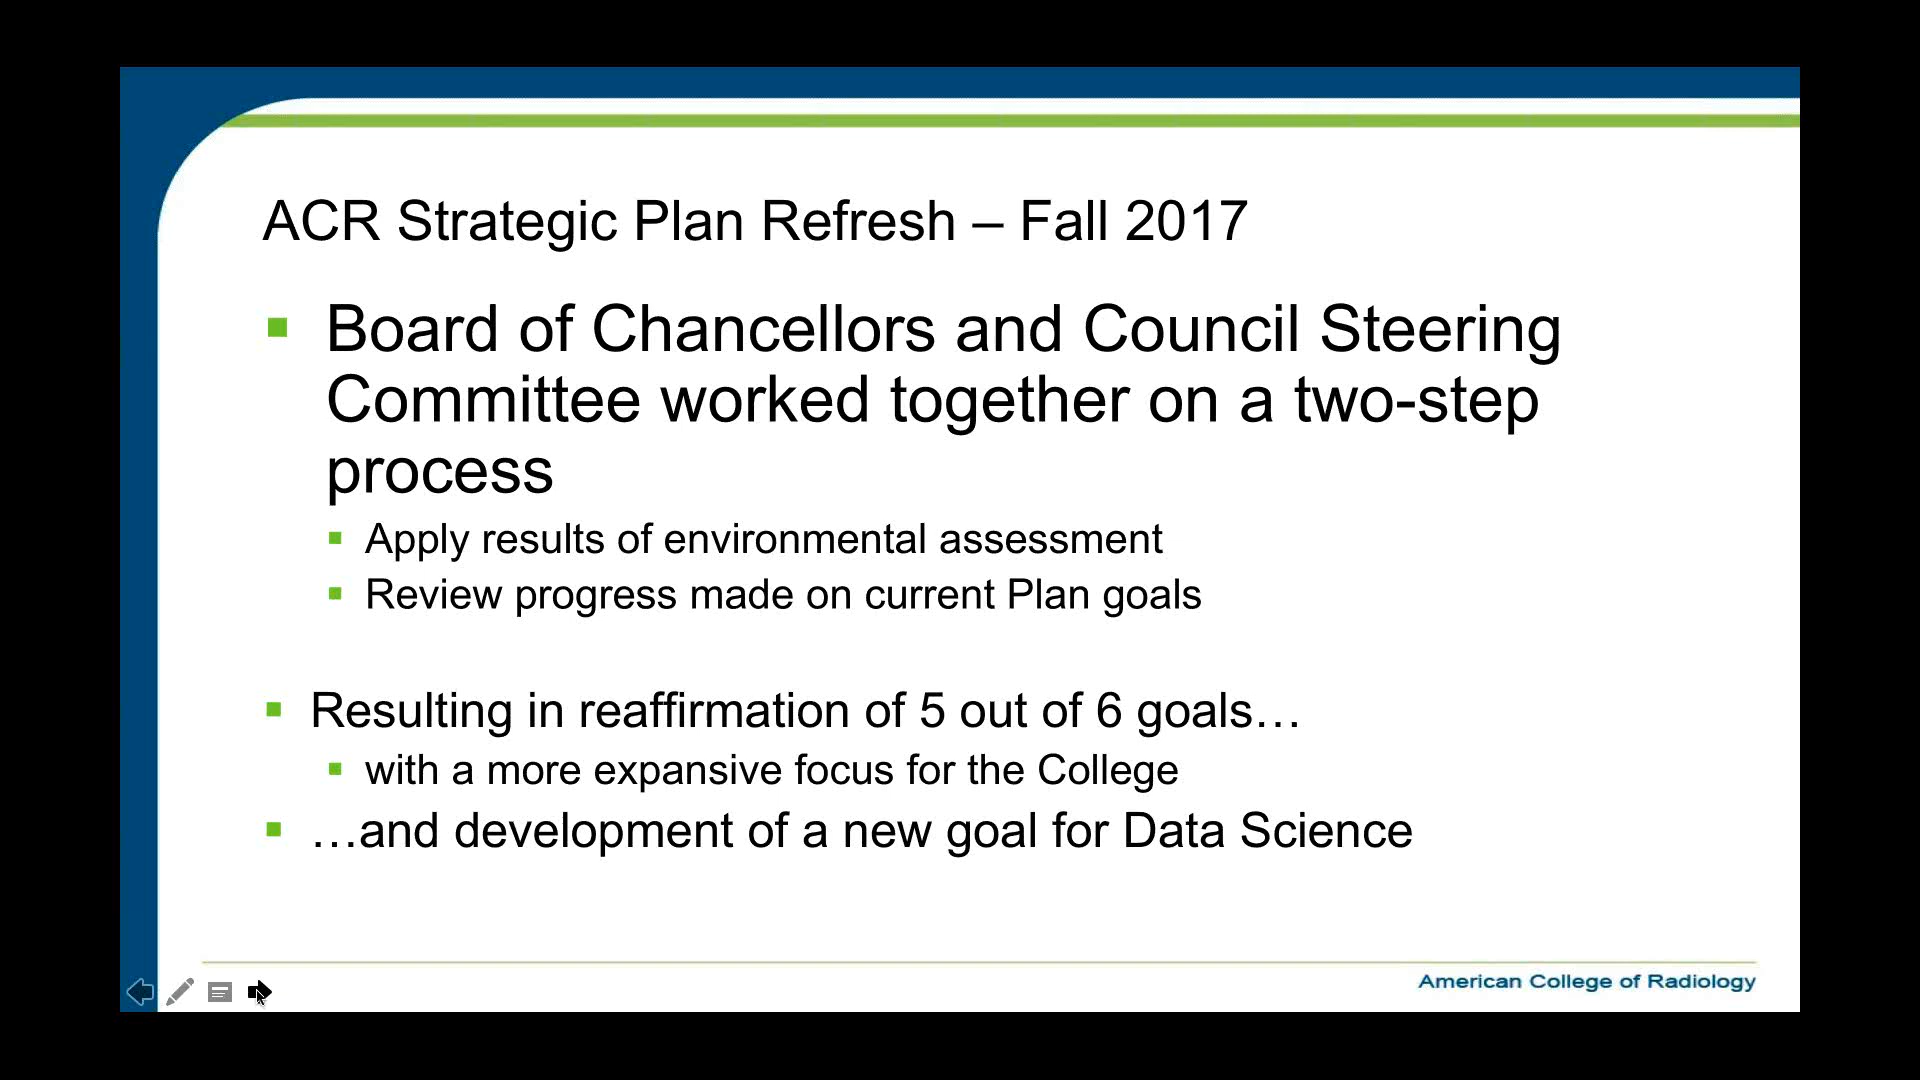 ACR Strategic Plan Refresh – Fall 2017
Board of Chancellors and Council Steering
Committee worked together on a two-step
process
Apply results of environmental assessment
Review progress made on current Plan goals
Resulting in reaffirmation of 5 out of 6 goals…
with a more expansive focus for the College
…and development of a new goal for Data Science
American College of Radiology